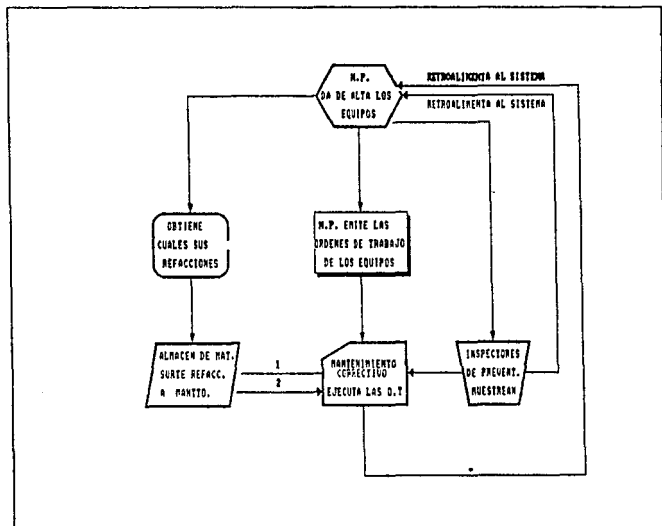 M.P.
DA DE ALTA LOS
EQUIPOS
RETROALIMENTA AL SISTEMA
RETROALIMENTA AL SISTEMA
OBTIENE
CUALES SUS
REFACCIONES
M.P. EMITE LAS
ORDENES DE TRABAJO
DE LOS EQUIPOS
ALMACEN DE MAT.
SURTE REFACC.
A MANTTO.
1
2
MANTENIMIENTO
CORRECTIVO
EJECUTA LAS O.T
INSPECTORES
DE PREVENT.
MUESTREAN